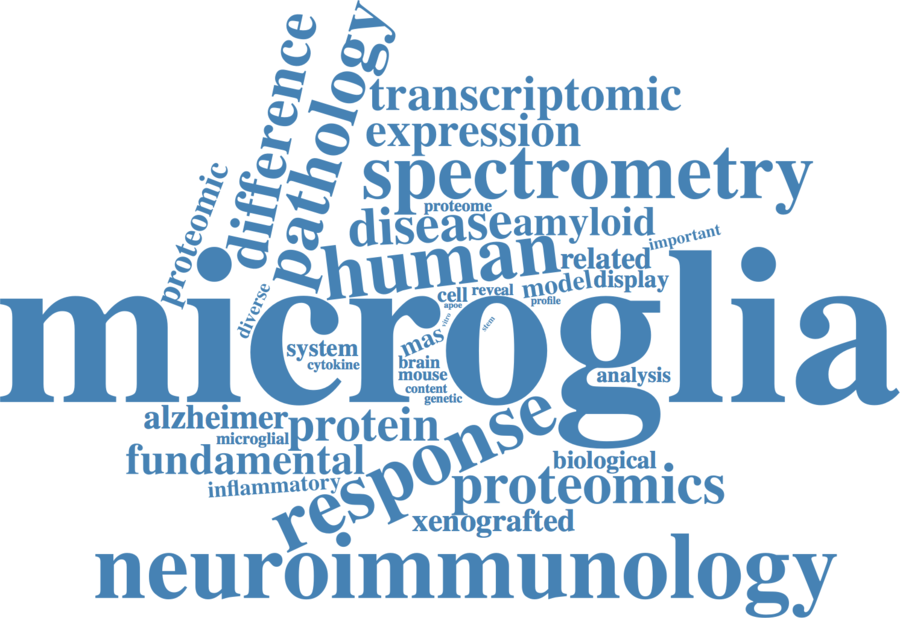 difference
pathology
transcriptomic
expression
spectrometry
proteomic
proteome
disease
amyloid
important
human
related
diverse
cell
reveal
model
display
profile
apoe
microglia
vitro
stem
mas
system
cytokine
brain
mouse
analysis
content
genetic
alzheimer
protein
microglial
response
fundamental
biological
inflammatory
proteomics
xenografted
neuroimmunology